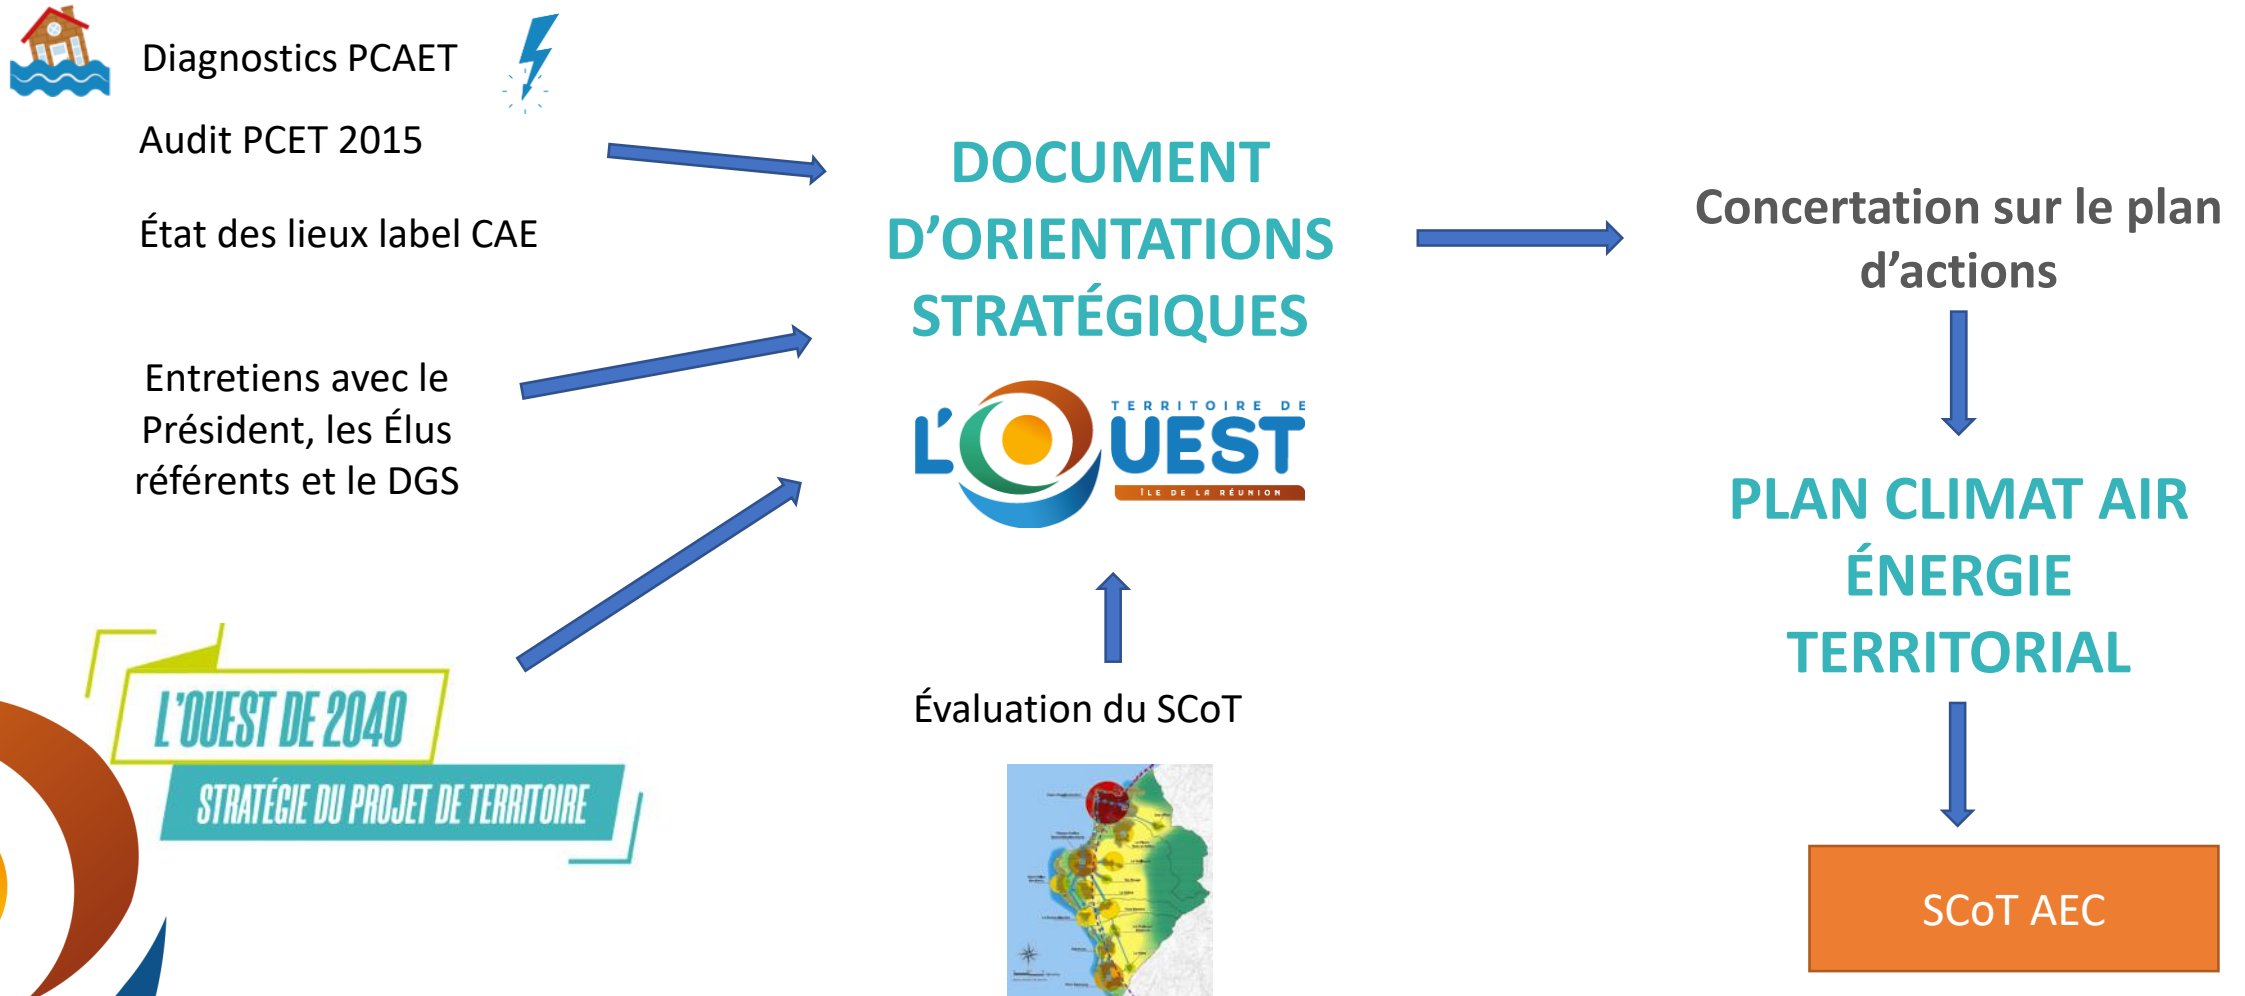 Diagnostics PCAET
Audit PCET 2015
État des lieux label CAE
Entretiens avec le
Président, les Élus
référents et le DGS
L'OUEST DE 2040
STRATÉGIE DU PROJET DE TERRITOIRE
DOCUMENT
D’ORIENTATIONS
STRATÉGIQUES
TERRITOIRE DE
L'OUEST
ÎLE DE LA RÉUNION
Évaluation du SCoT
Concertation sur le plan
d’actions
PLAN CLIMAT AIR
ÉNERGIE
TERRITORIAL
SCoT AEC